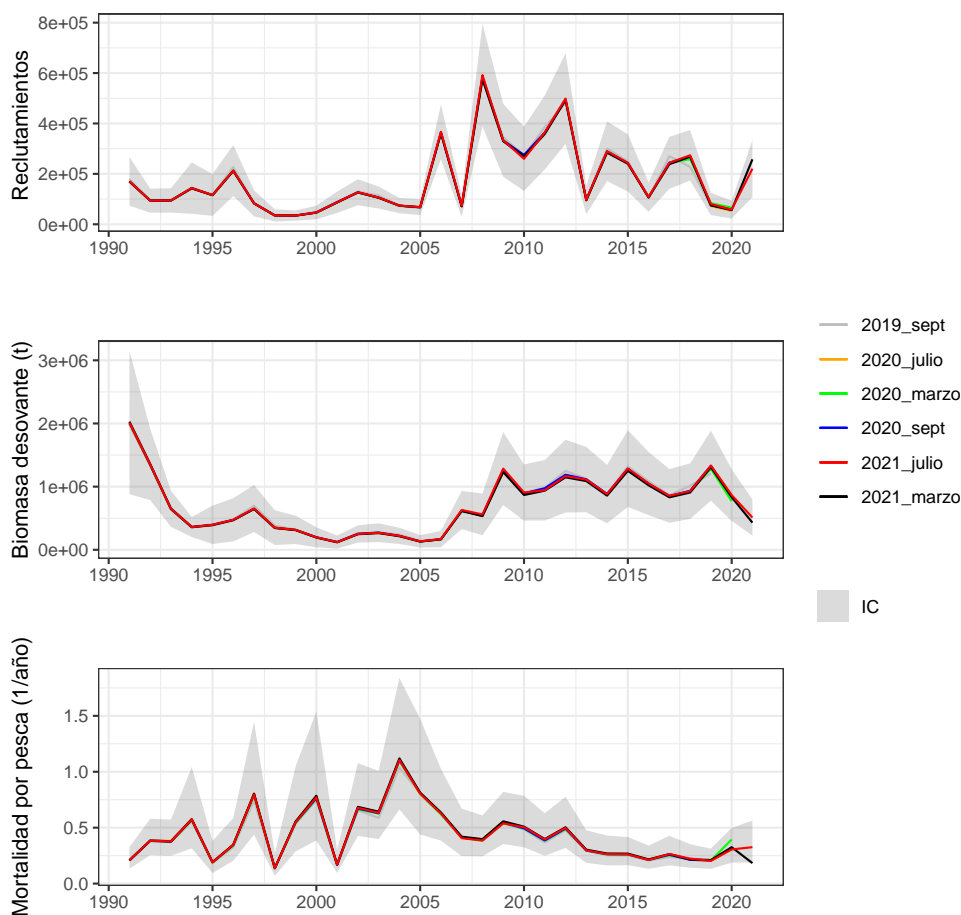 Reclutamientos
8e+05
6e+05
4e+05
2e+05
0e+00
1990 1995 2000 2005 2010 2015 2020
Biomasa desovante (t)
3e+06
2e+06
1e+06
0e+00
1990 1995 2000 2005 2010 2015 2020
Mortalidad por pesca (1/año)
1.5
1.0
0.5
0.0
1990 1995 2000 2005 2010 2015 2020
2019_sept
2020_julio
2020_marzo
2020_sept
2021_julio
2021_marzo
IC